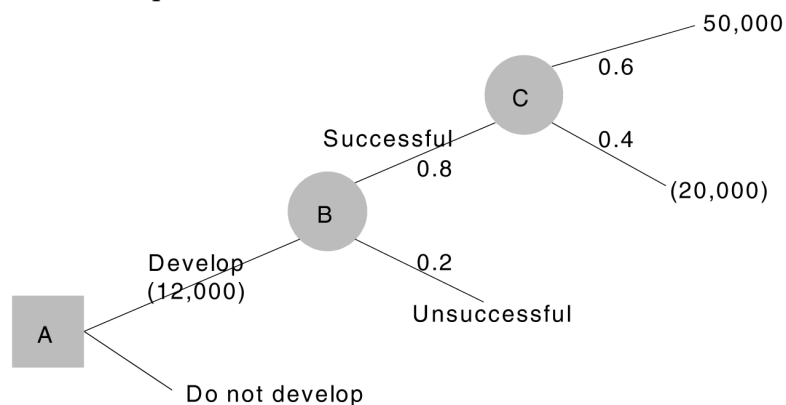 50,000
0.6
C
0.4
Successful
0.8
(20,000)
B
Develop
(12,000)
0.2
Unsuccessful
A
Do not develop